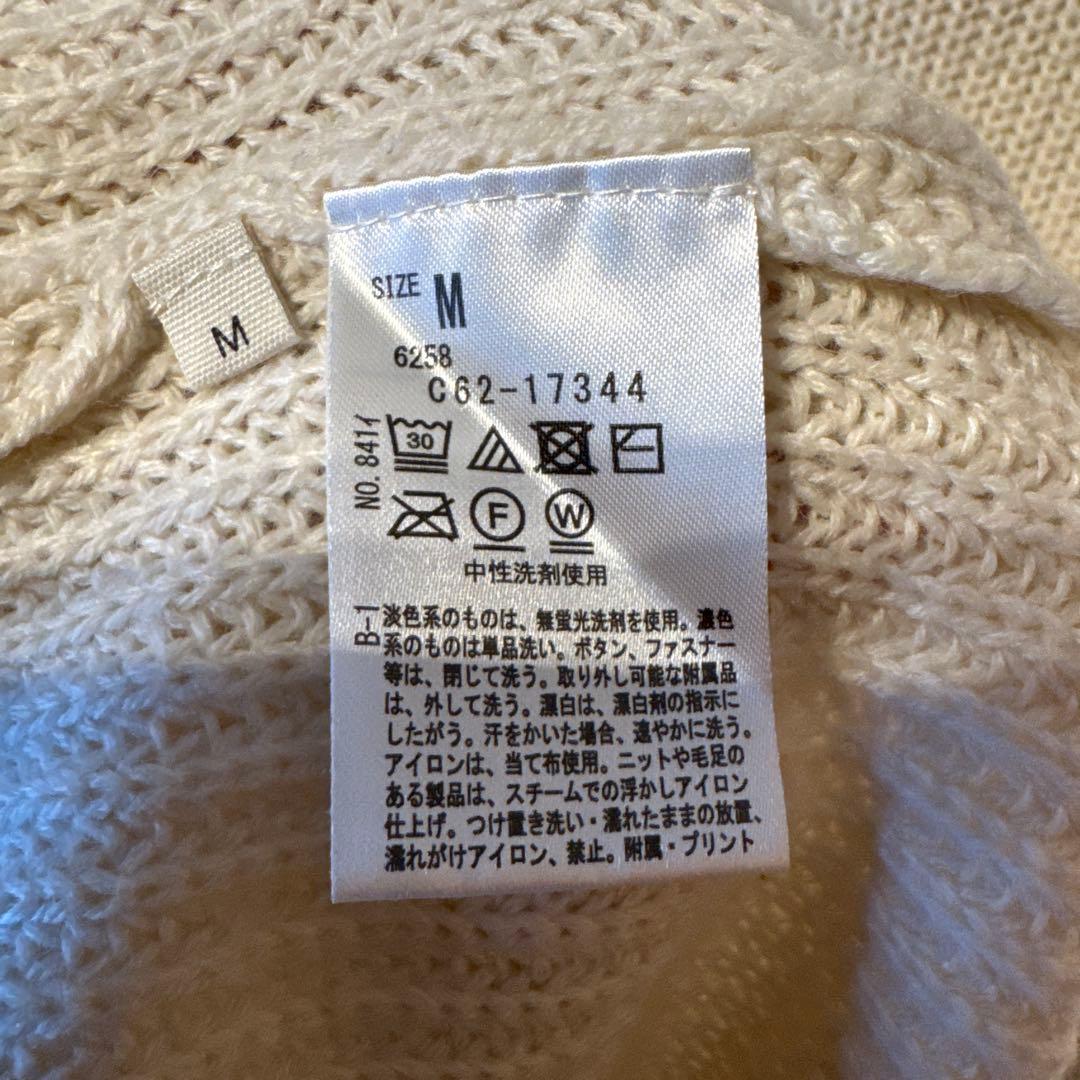 M
SIZE M
6258
C62-17344
NO.841イ
30
F W
中性洗剤使用
B-1
淡色系のものは、無蛍光洗剤を使用。濃色
系のものは単品洗い。ボタン、ファスナー
等は、閉じて洗う。取り外し可能な附属品
は、外して洗う。漂白は、漂白剤の指示に
したがう。汗をかいた場合、速やかに洗う。
アイロンは、当て布使用。ニットや毛足の
ある製品は、スチームでの浮かしアイロン
仕上げ。つけ置き洗い・濡れたままの放置、
濡れがけアイロン、禁止。附属・プリント